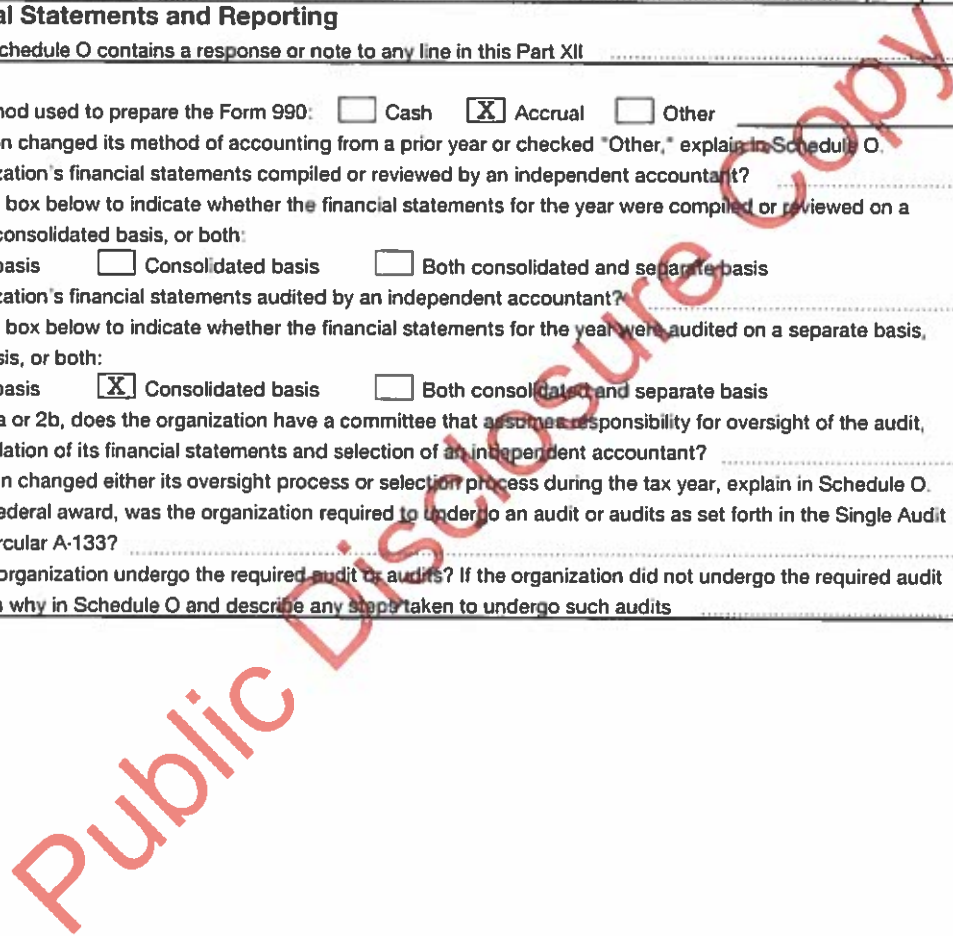 al Statements and Reporting
chedule O contains a response or note to any line in this Part XII
nod used to prepare the Form 990: Cash X Accrual Other
n changed its method of accounting from a prior year or checked "Other," explain in Schedule O.
zation's financial statements compiled or reviewed by an independent accountant?
box below to indicate whether the financial statements for the year were compiled or reviewed on a
consolidated basis, or both:
basis Consolidated basis Both consolidated and separate basis
zation's financial statements audited by an independent accountant?
box below to indicate whether the financial statements for the year were audited on a separate basis,
sis, or both:
basis X Consolidated basis Both consolidated and separate basis
a or 2b, does the organization have a committee that assumes responsibility for oversight of the audit,
lation of its financial statements and selection of an independent accountant?
n changed either its oversight process or selection process during the tax year, explain in Schedule O.
ederal award, was the organization required to undergo an audit or audits as set forth in the Single Audit
rcular A-133?
organization undergo the required audit or audits? If the organization did not undergo the required audit
why in Schedule O and describe any steps taken to undergo such audits
Public Disclosure Copy